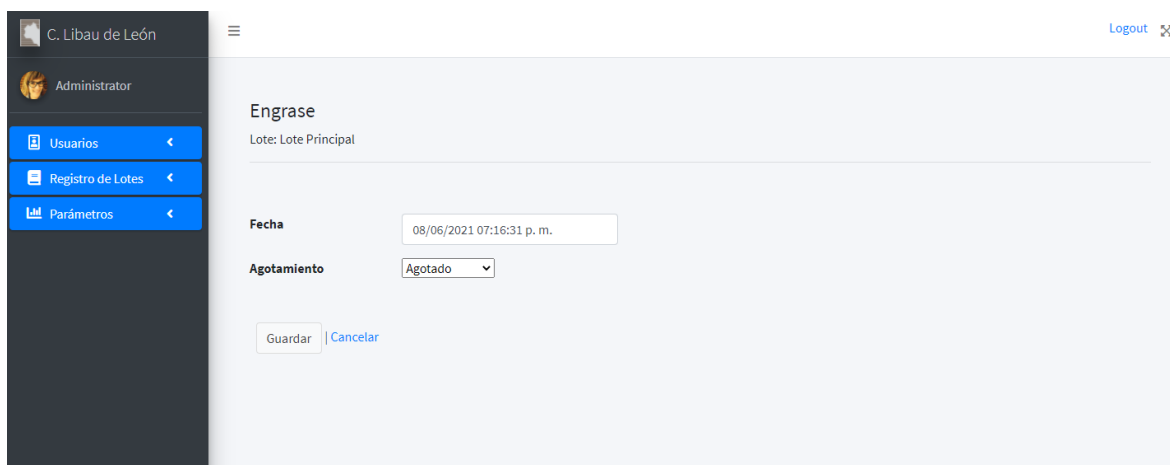 C. Libau de León
Logout
Administrator
Usuarios
Registro de Lotes
Parámetros
Engrase
Lote: Lote Principal
Fecha
08/06/2021 07:16:31 p. m.
Agotamiento
Agotado
Guardar | Cancelar